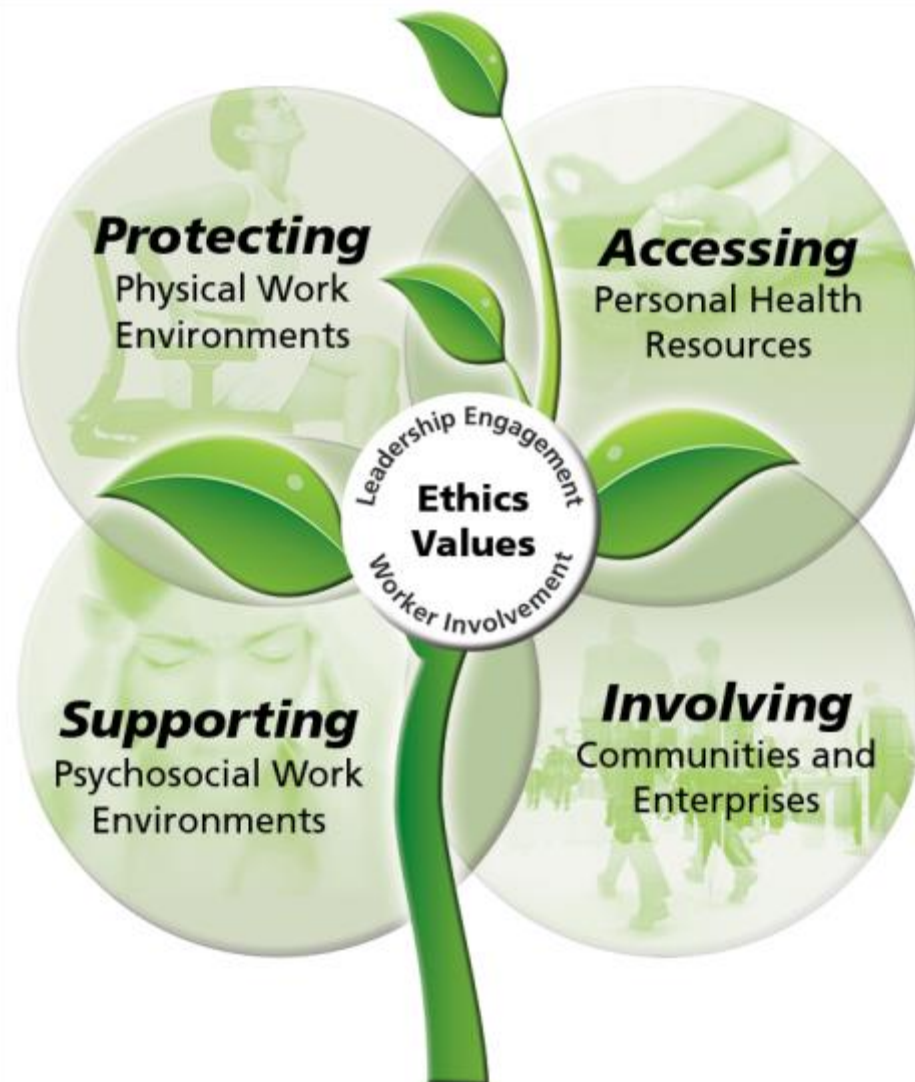 Protecting
Physical Work
Environments
Accessing
Personal Health
Resources
Leadership Engagement
Ethics
Values
Worker Involvement
Supporting
Psychosocial Work
Environments
Involving
Communities and
Enterprises